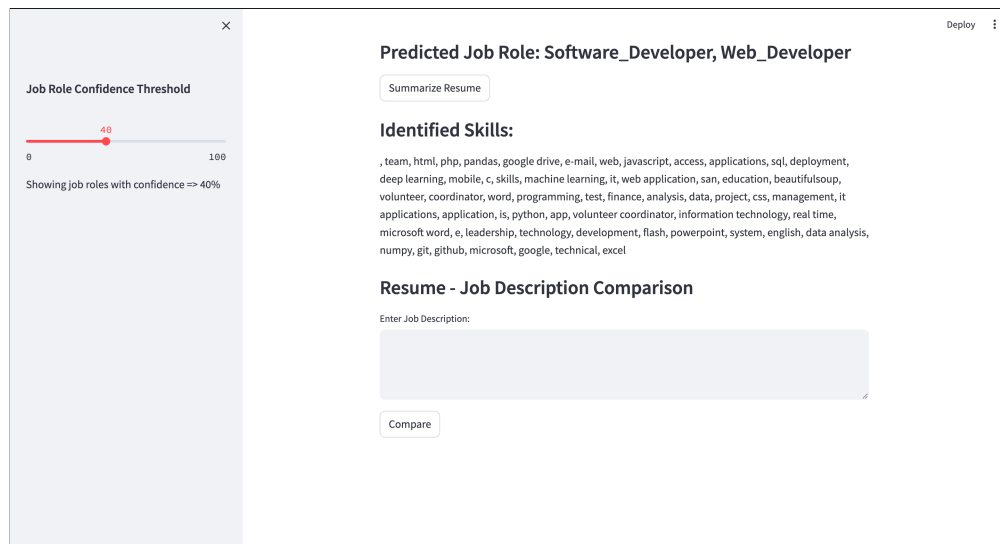 Deploy
Job Role Confidence Threshold
40
0 100
Showing job roles with confidence => 40%
Predicted Job Role: Software_Developer, Web_Developer
Summarize Resume
Identified Skills:
, team, html, php, pandas, google drive, e-mail, web, javascript, access, applications, sql, deployment,
deep learning, mobile, c, skills, machine learning, it, web application, san, education, beautifulsoup,
volunteer, coordinator, word, programming, test, finance, analysis, data, project, css, management, it
applications, application, is, python, app, volunteer coordinator, information technology, real time,
microsoft word, e, leadership, technology, development, flash, powerpoint, system, english, data analysis,
numpy, git, github, microsoft, google, technical, excel
Resume - Job Description Comparison
Enter Job Description:
Compare